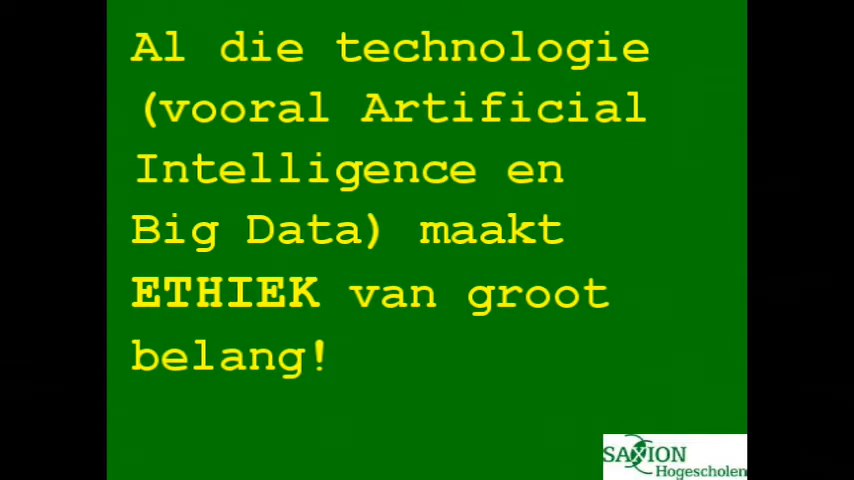 Al die technologie
(vooral Artificial
Intelligence en
Big Data) maakt
ETHIEK van groot
belang!
SAXION
Hogescholen